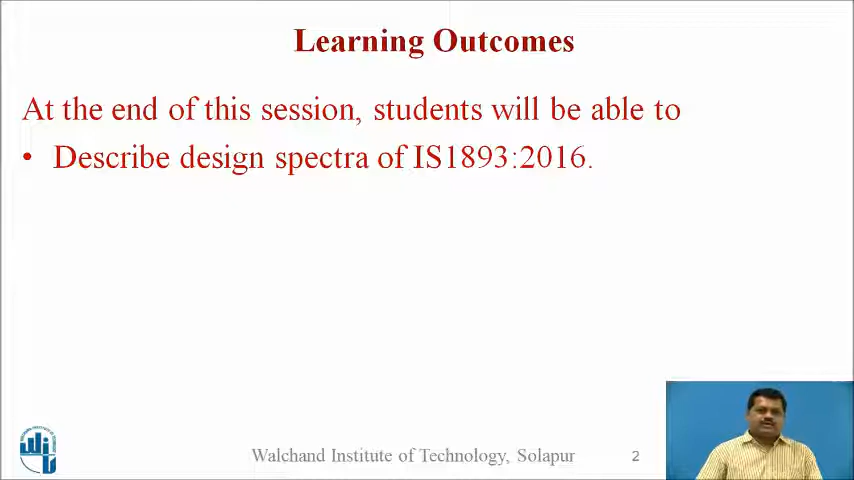 Learning Outcomes
At the end of this session, students will be able to
• Describe design spectra of IS1893:2016.
Walchand Institute of Technology, Solapur
2